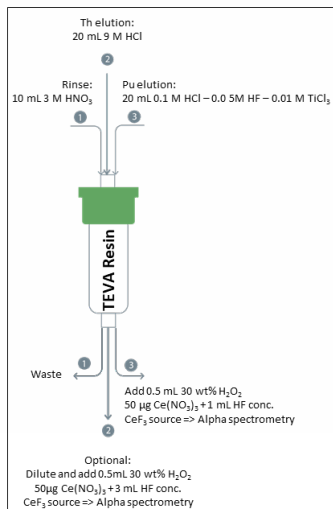 Th elution:
20 mL 9 M HCl
2
Rinse:
10 mL 3 M HNO₃
Pu elution:
20 mL 0.1 M HCl – 0.0 5M HF – 0.01 M TiCl₃
1
3
TEVA Resin
1
3
Waste
Add 0.5 mL 30 wt% H₂O₂
50 µg Ce(NO₃)₃ + 1 mL HF conc.
CeF₃ source => Alpha spectrometry
2
Optional:
Dilute and add 0.5mL 30 wt% H₂O₂
50µg Ce(NO₃)₃ + 3 mL HF conc.
CeF₃ source => Alpha spectrometry